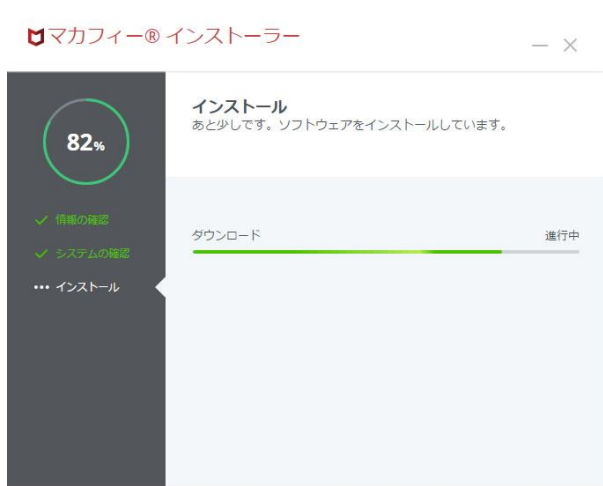 マカフィー® インストーラー
82%
インストール
あと少しです。ソフトウェアをインストールしています。
情報の確認
システムの確認
インストール
ダウンロード 進行中